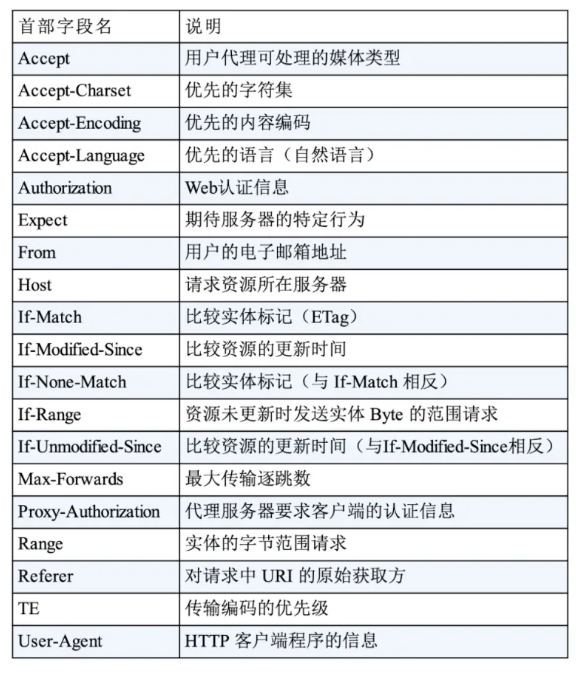 首部字段名 说明
Accept 用户代理可处理的媒体类型
Accept-Charset 优先的字符集
Accept-Encoding 优先的内容编码
Accept-Language 优先的语言（自然语言）
Authorization Web认证信息
Expect 期待服务器的特定行为
From 用户的电子邮箱地址
Host 请求资源所在服务器
If-Match 比较实体标记（ETag）
If-Modified-Since 比较资源的更新时间
If-None-Match 比较实体标记（与 If-Match 相反）
If-Range 资源未更新时发送实体 Byte 的范围请求
If-Unmodified-Since 比较资源的更新时间（与If-Modified-Since相反）
Max-Forwards 最大传输逐跳数
Proxy-Authorization 代理服务器要求客户端的认证信息
Range 实体的字节范围请求
Referer 对请求中 URI 的原始获取方
TE 传输编码的优先级
User-Agent HTTP 客户端程序的信息